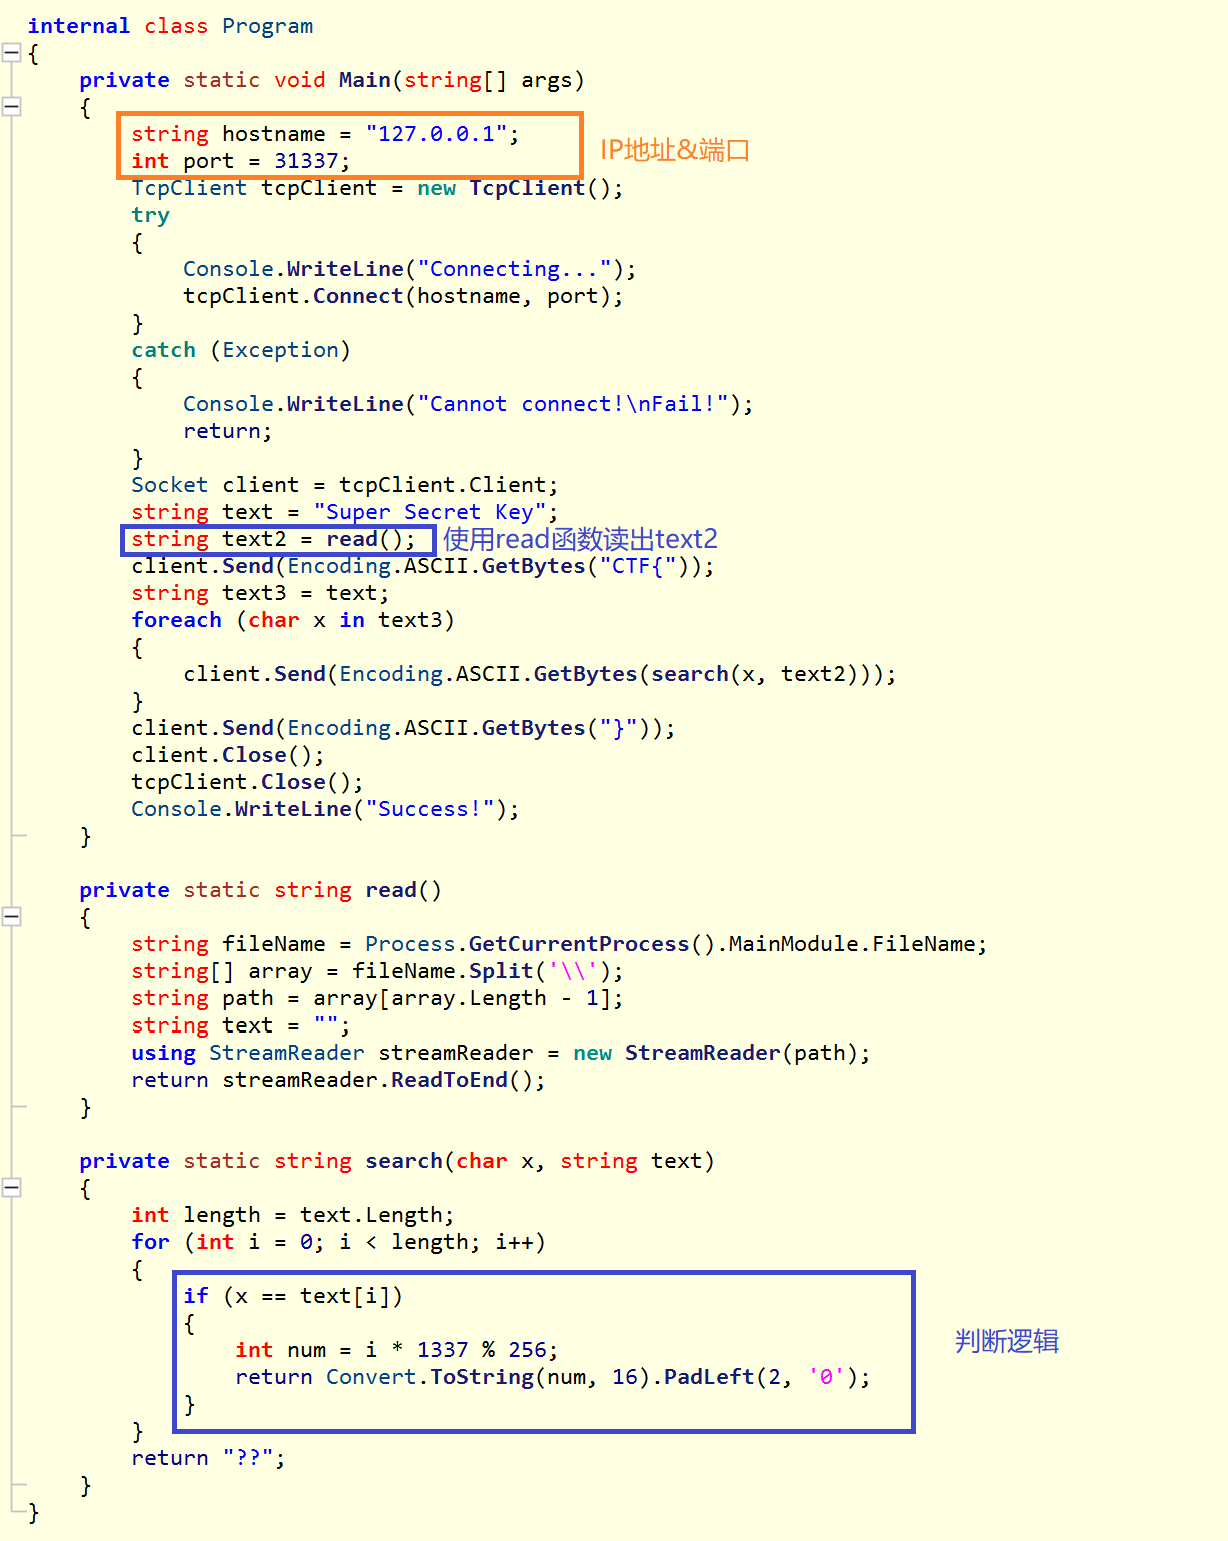 internal class Program
{
private static void Main(string[] args)
{
string hostname = "127.0.0.1";
int port = 31337;
IP地址&端口
TcpClient tcpClient = new TcpClient();
try
{
Console.WriteLine("Connecting...");
tcpClient.Connect(hostname, port);
}
catch (Exception)
{
Console.WriteLine("Cannot connect!\nFail!");
return;
}
Socket client = tcpClient.Client;
string text = "Super Secret Key";
string text2 = read(); 使用read函数读出text2
client.Send(Encoding.ASCII.GetBytes("CTF{"));
string text3 = text;
foreach (char x in text3)
{
client.Send(Encoding.ASCII.GetBytes(search(x, text2)));
}
client.Send(Encoding.ASCII.GetBytes("}"));
client.Close();
tcpClient.Close();
Console.WriteLine("Success!");
}
private static string read()
{
string fileName = Process.GetCurrentProcess().MainModule.FileName;
string[] array = fileName.Split('\\');
string path = array[array.Length - 1];
string text = "";
using StreamReader streamReader = new StreamReader(path);
return streamReader.ReadToEnd();
}
private static string search(char x, string text)
{
int length = text.Length;
for (int i = 0; i < length; i++)
{
if (x == text[i])
{
int num = i * 1337 % 256;
判断逻辑
return Convert.ToString(num, 16).PadLeft(2, '0');
}
}
return "??";
}
}